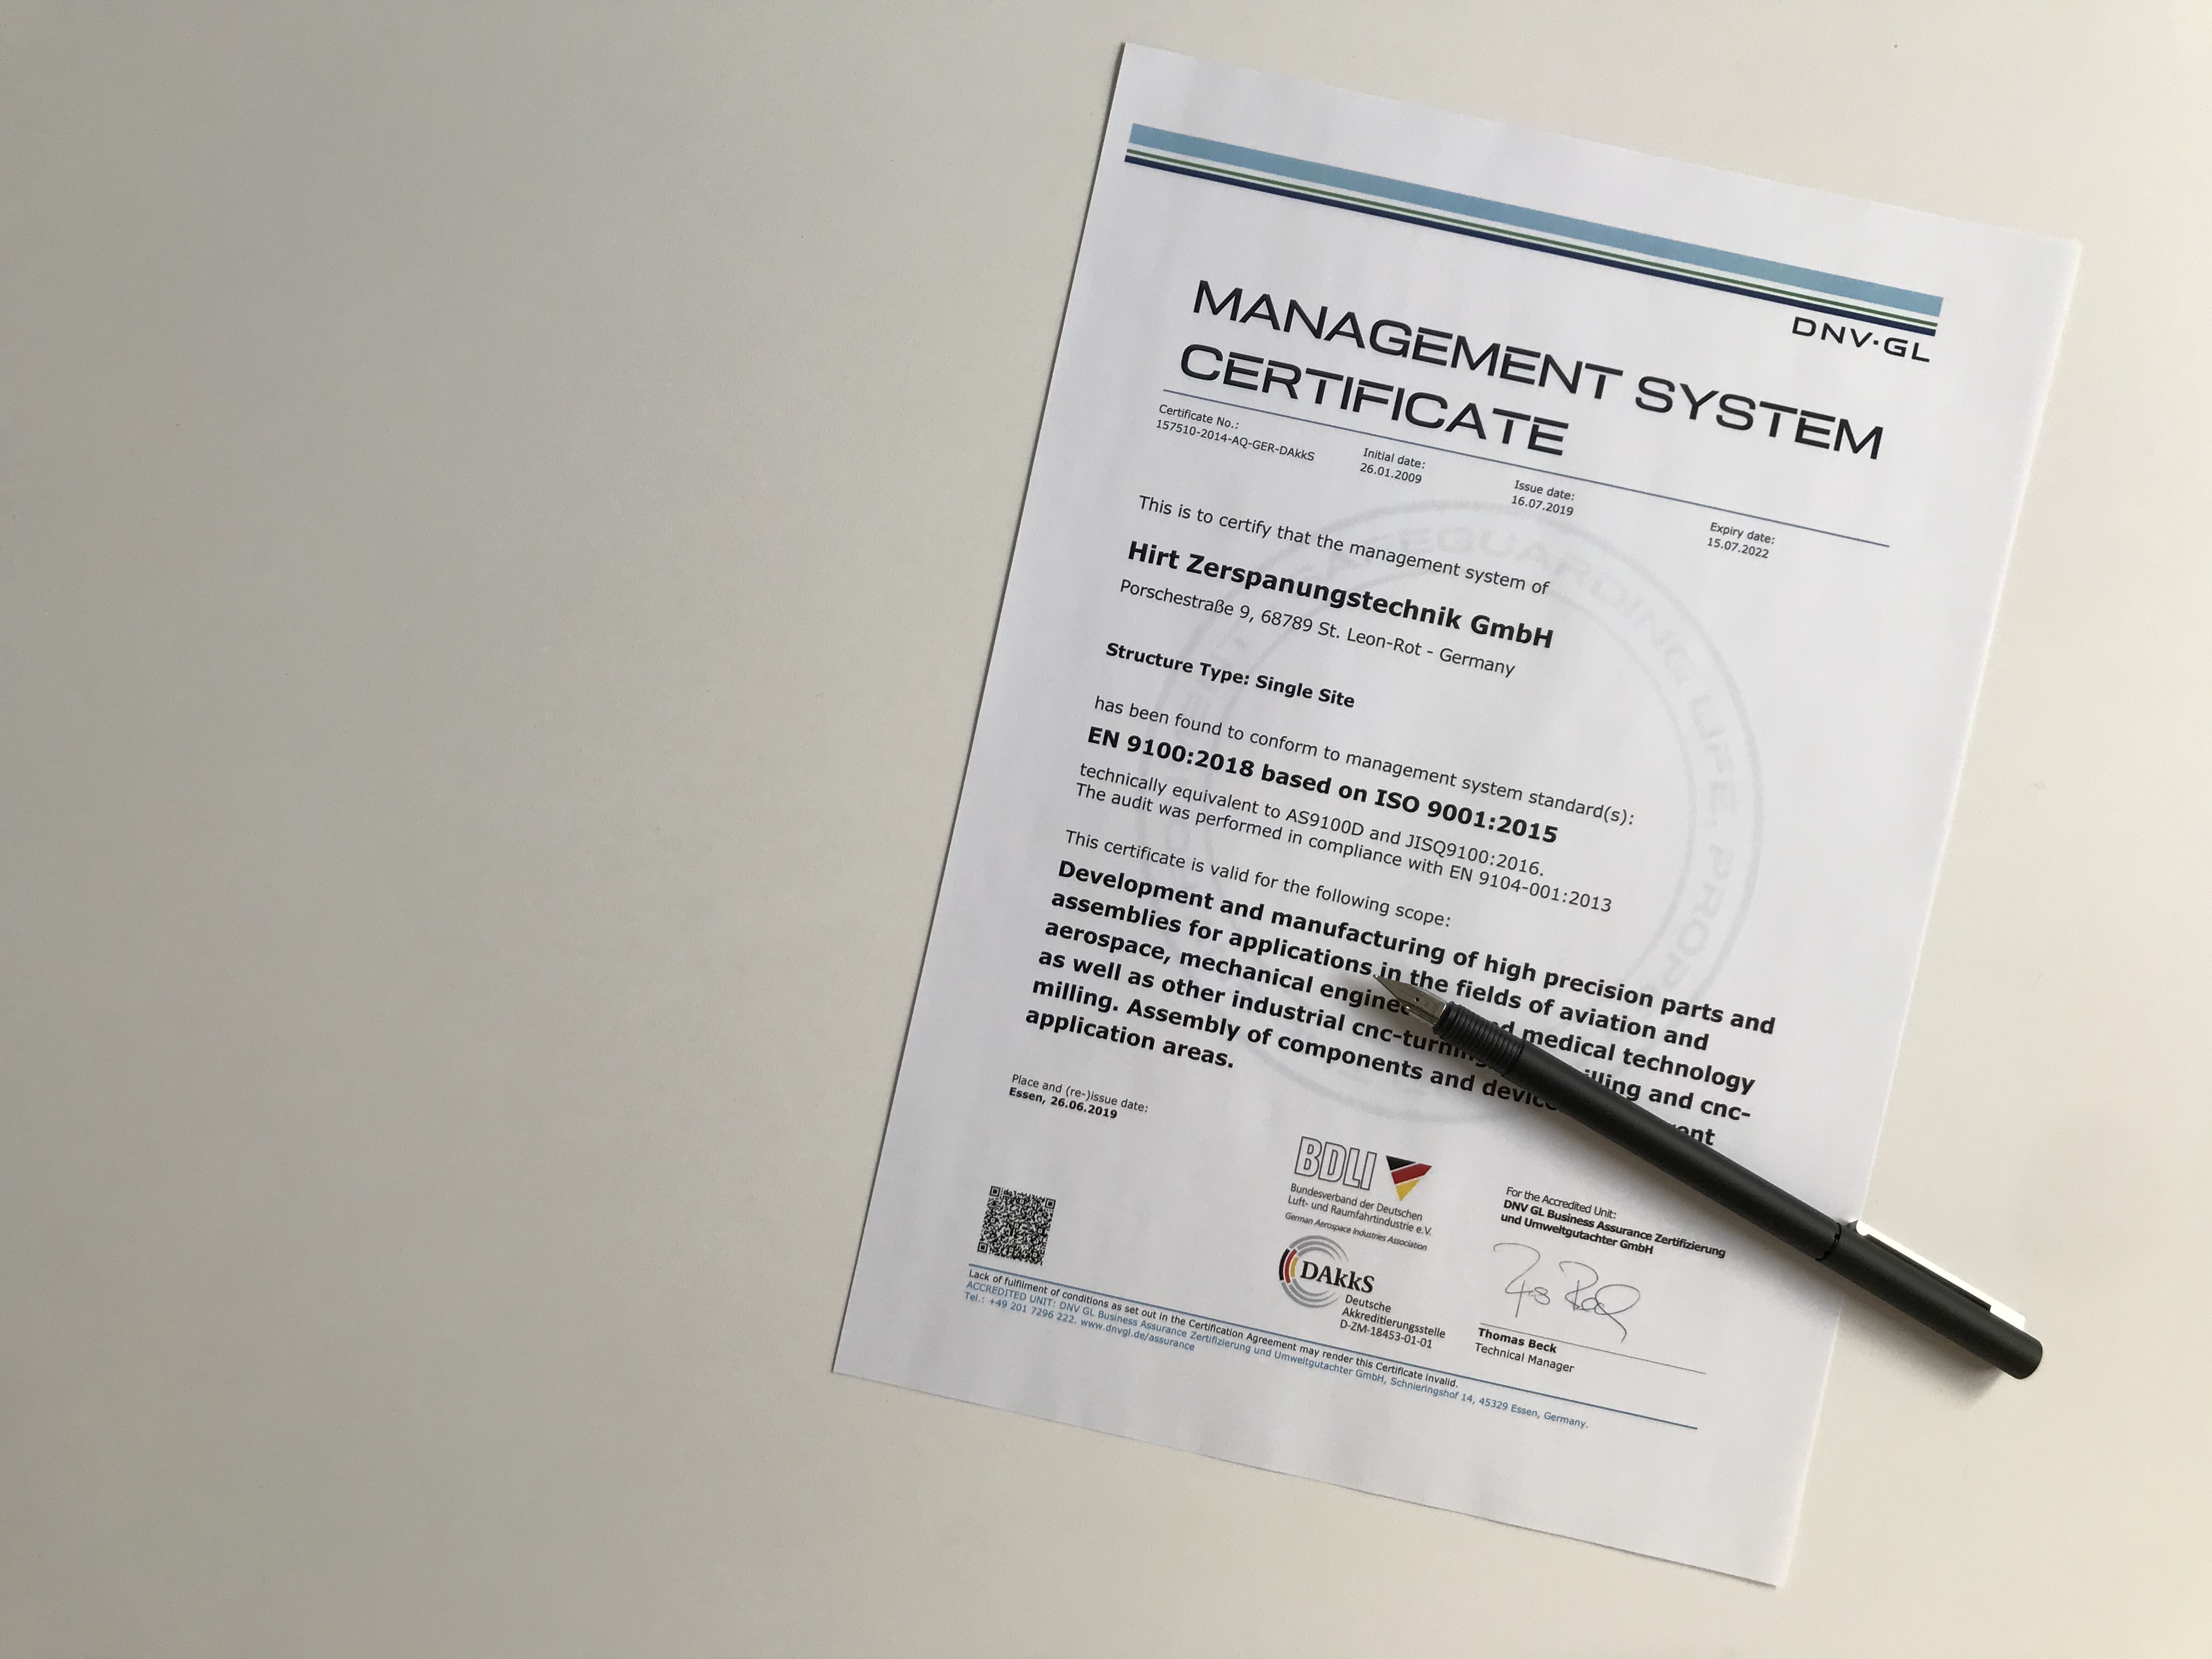 DNV·GL
MANAGEMENT SYSTEM
CERTIFICATE
Certificate No.:
157510-2014-AQ-GER-DAkkS
Initial date:
26.01.2009
Issue date:
16.07.2019
Expiry date:
15.07.2022
This is to certify that the management system of
Hirt Zerspanungstechnik GmbH
Porschestraße 9, 68789 St. Leon-Rot - Germany
Structure Type: Single Site
has been found to conform to management system standard(s):
EN 9100:2018 based on ISO 9001:2015
technically equivalent to AS9100D and JISQ9100:2016.
The audit was performed in compliance with EN 9104-001:2013
This certificate is valid for the following scope:
Development and manufacturing of high precision parts and
assemblies for applications in the fields of aviation and
aerospace, mechanical medical technology
as well as other industrial and cnc-
milling. Assembly of components and
application areas.
Place and (re-)issue date:
Essen, 26.06.2019
BDLI
Bundesverband der Deutschen
Luft- und Raumfahrtindustrie e.V.
German Aerospace Industries Association
DAkkS
Deutsche
Akkreditierungsstelle
D-ZM-18453-01-01
For the Accredited Unit:
DNV GL Business Assurance Zertifizierung
und Umweltgutachter GmbH
Thomas Beck
Technical Manager
Lack of fulfilment of conditions as set out in the Certification Agreement may render this Certificate invalid.
ACCREDITED UNIT: DNV GL Business Assurance Zertifizierung und Umweltgutachter GmbH, Schnieringshof 14, 45329 Essen, Germany.
Tel.: +49 201 7296 222. www.dnvgl.de/assurance
SAFEGUARDING LIFE, PROP